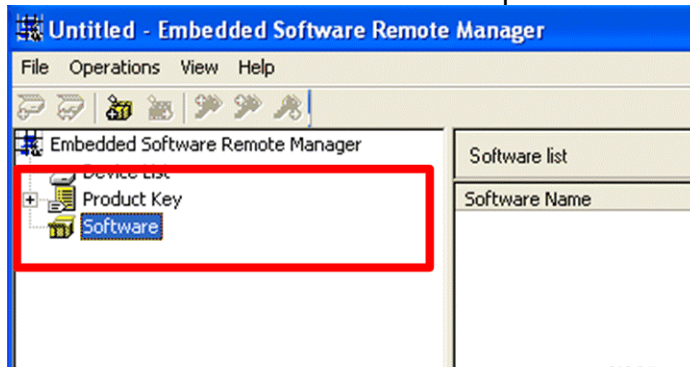 Untitled - Embedded Software Remote Manager
File Operations View Help
Embedded Software Remote Manager
Device List
Product Key
Software
Software list
Software Name